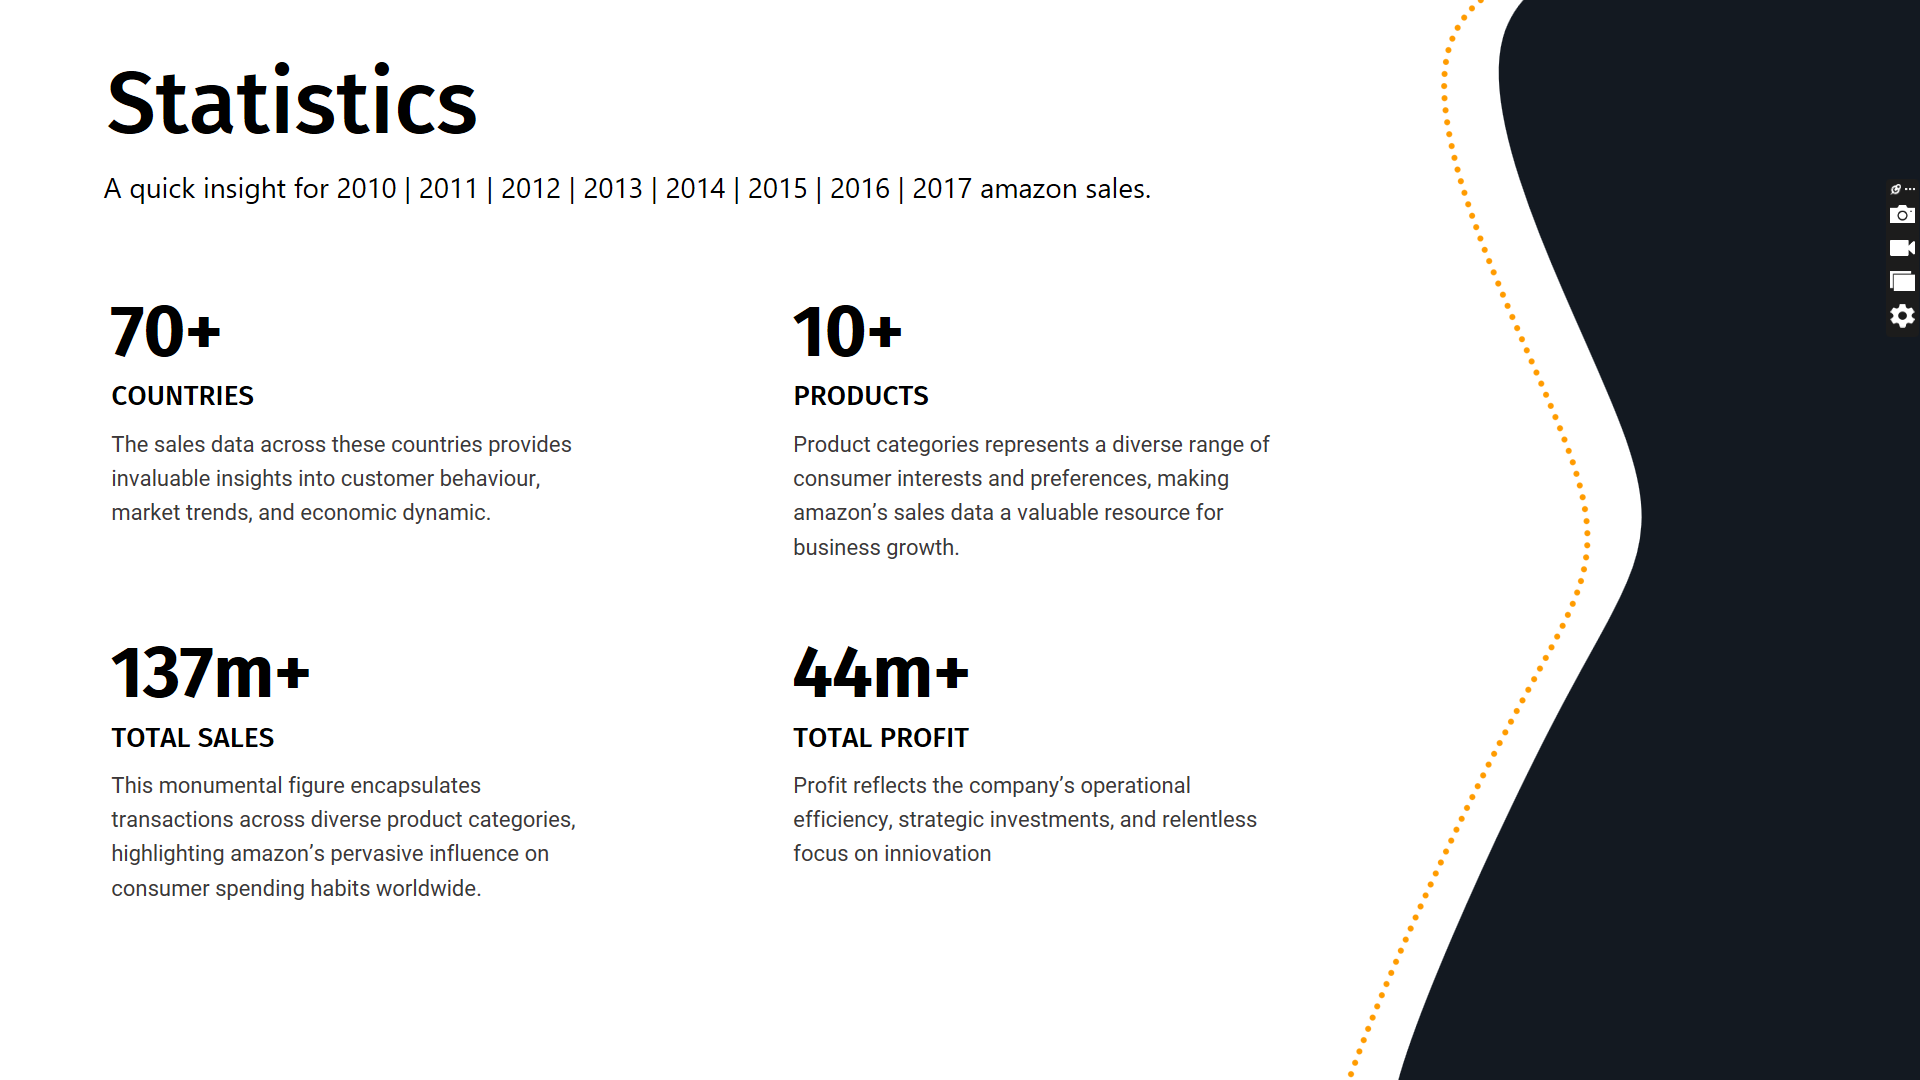 Statistics
A quick insight for 2010 | 2011 | 2012 | 2013 | 2014 | 2015 | 2016 | 2017 amazon sales.
70+
COUNTRIES
The sales data across these countries provides
invaluable insights into customer behaviour,
market trends, and economic dynamic.
10+
PRODUCTS
Product categories represents a diverse range of
consumer interests and preferences, making
amazon’s sales data a valuable resource for
business growth.
137m+
TOTAL SALES
This monumental figure encapsulates
transactions across diverse product categories,
highlighting amazon’s pervasive influence on
consumer spending habits worldwide.
44m+
TOTAL PROFIT
Profit reflects the company’s operational
efficiency, strategic investments, and relentless
focus on inniovation